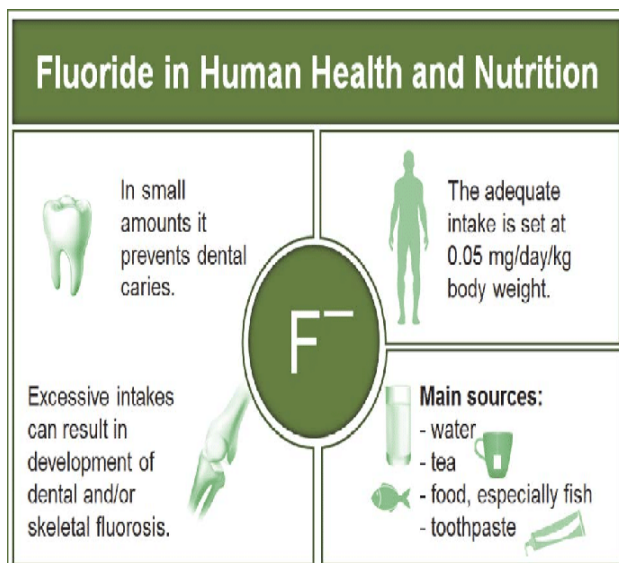 Fluoride in Human Health and Nutrition
In small
amounts it
prevents dental
caries.
The adequate
intake is set at
0.05 mg/day/kg
body weight.
F⁻
Excessive intakes
can result in
development of
dental and/or
skeletal fluorosis.
Main sources:
- water
- tea
- food, especially fish
- toothpaste